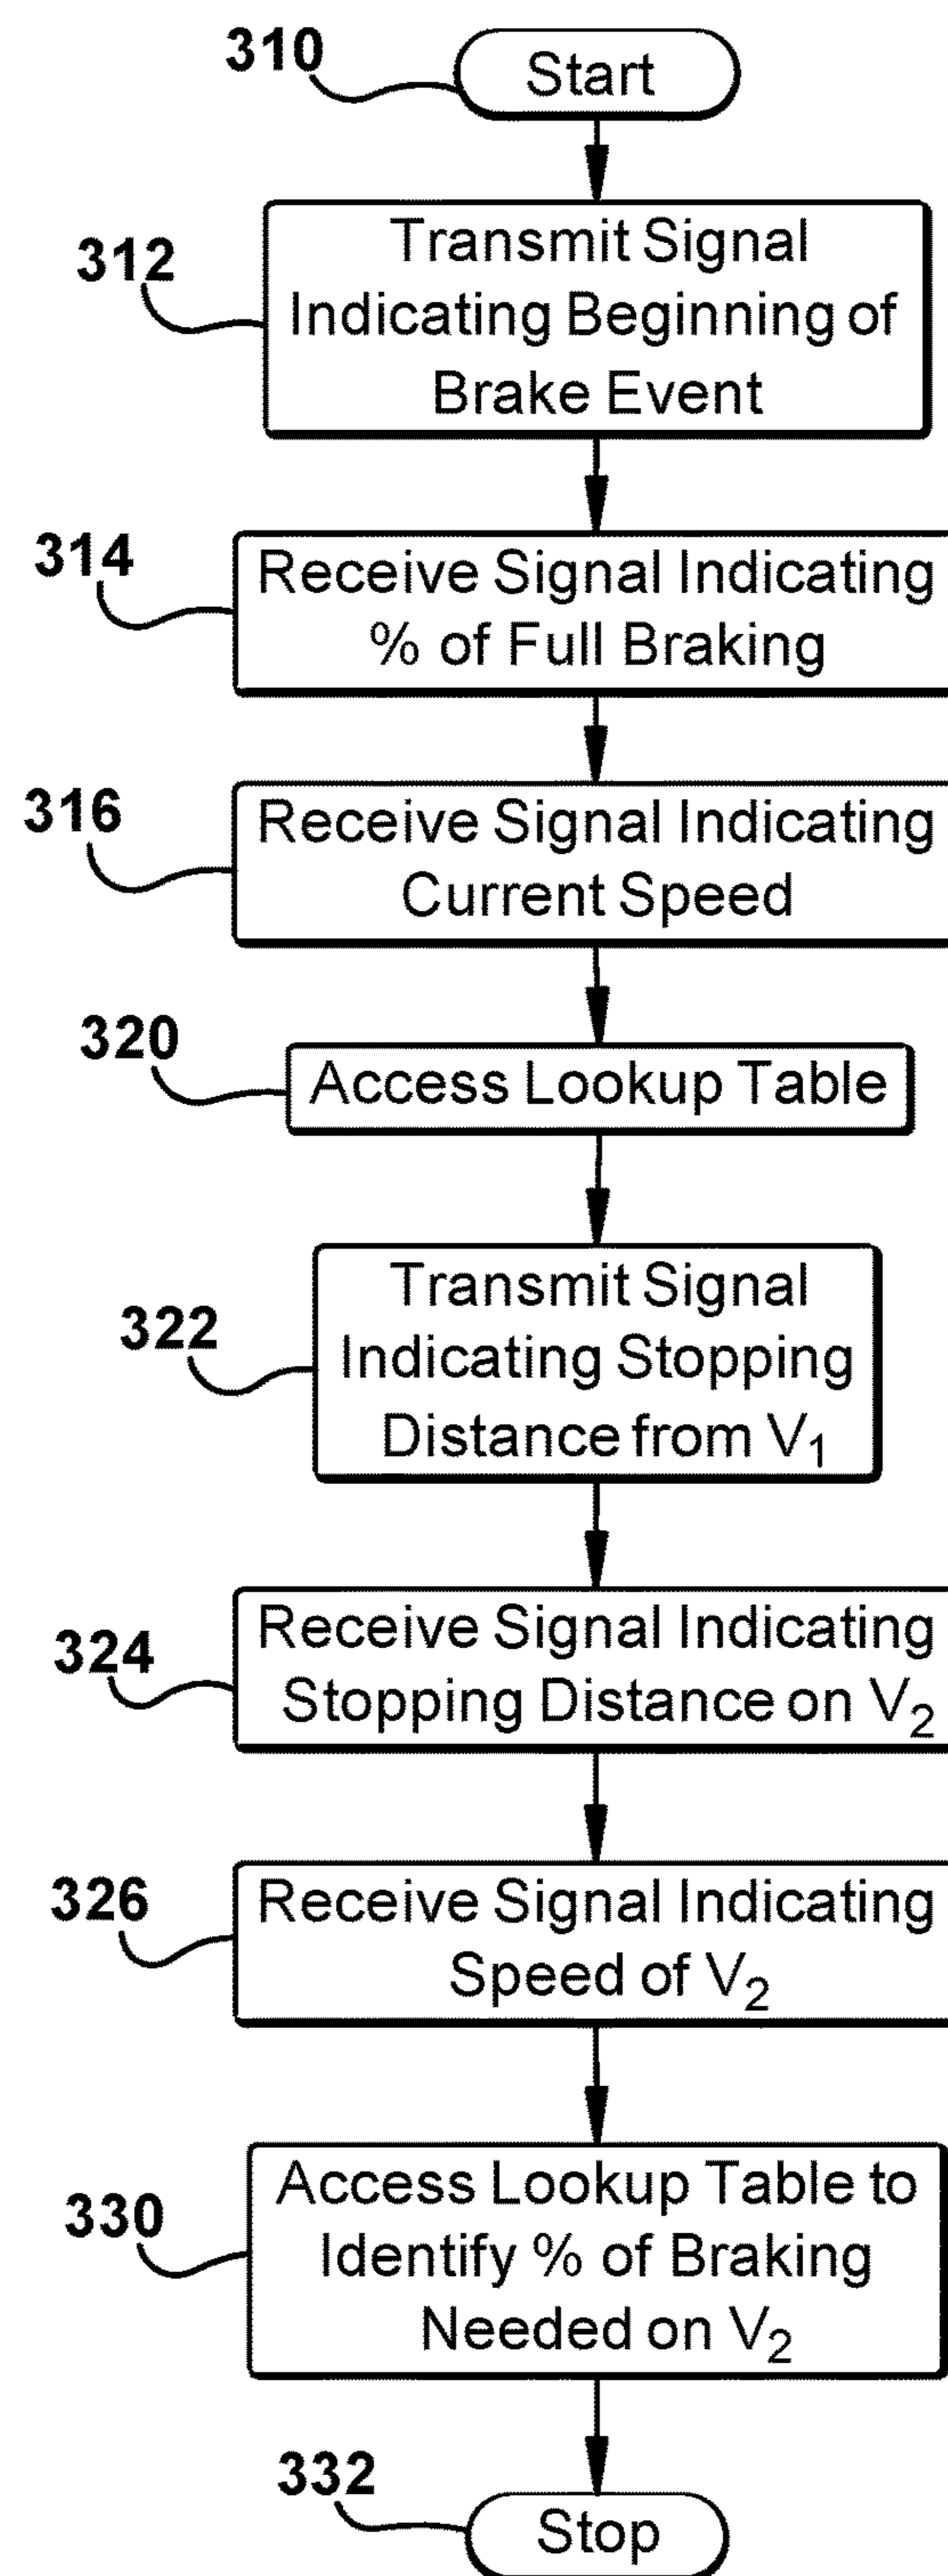 310
Start
312
Transmit Signal
Indicating Beginning of
Brake Event
314
Receive Signal Indicating
% of Full Braking
316
Receive Signal Indicating
Current Speed
320
Access Lookup Table
322
Transmit Signal
Indicating Stopping
Distance from V₁
324
Receive Signal Indicating
Stopping Distance on V₂
326
Receive Signal Indicating
Speed of V₂
330
Access Lookup Table to
Identify % of Braking
Needed on V₂
332
Stop